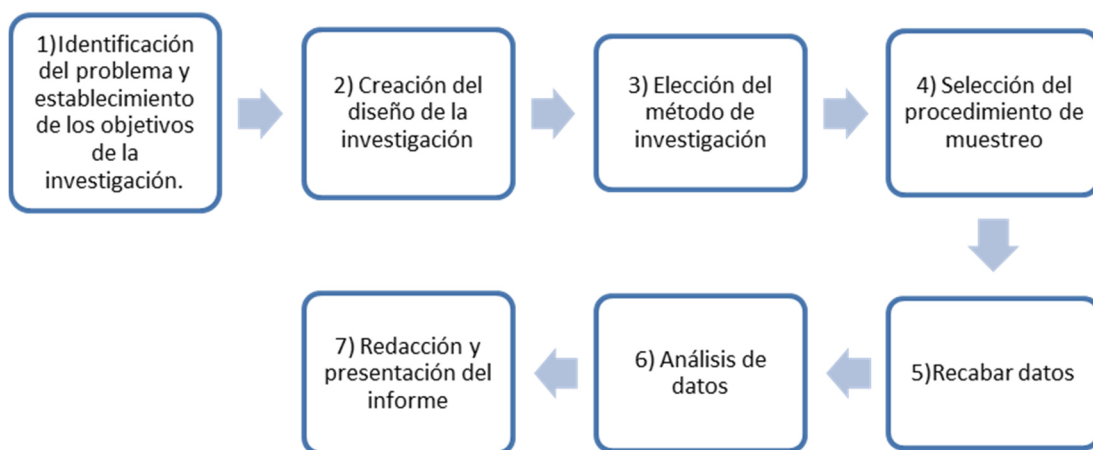 1)Identificación
del problema y
establecimiento
de los objetivos
de la
investigación.
2) Creación del
diseño de la
investigación
3) Elección del
método de
investigación
4) Selección del
procedimiento de
muestreo
5)Recabar datos
6) Análisis de
datos
7) Redacción y
presentación del
informe